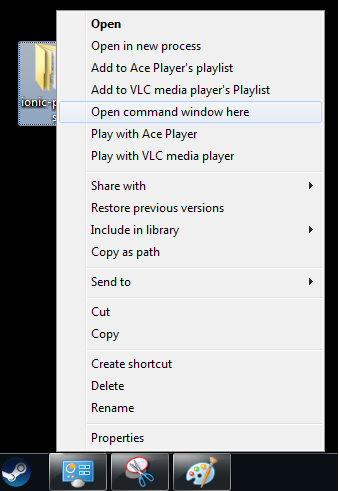 Open
Open in new process
Add to Ace Player's playlist
Add to VLC media player's Playlist
ionic-p
Open command window here
s
Play with Ace Player
Play with VLC media player
Share with
Restore previous versions
Include in library
Copy as path
Send to
Cut
Copy
Create shortcut
Delete
Rename
Properties